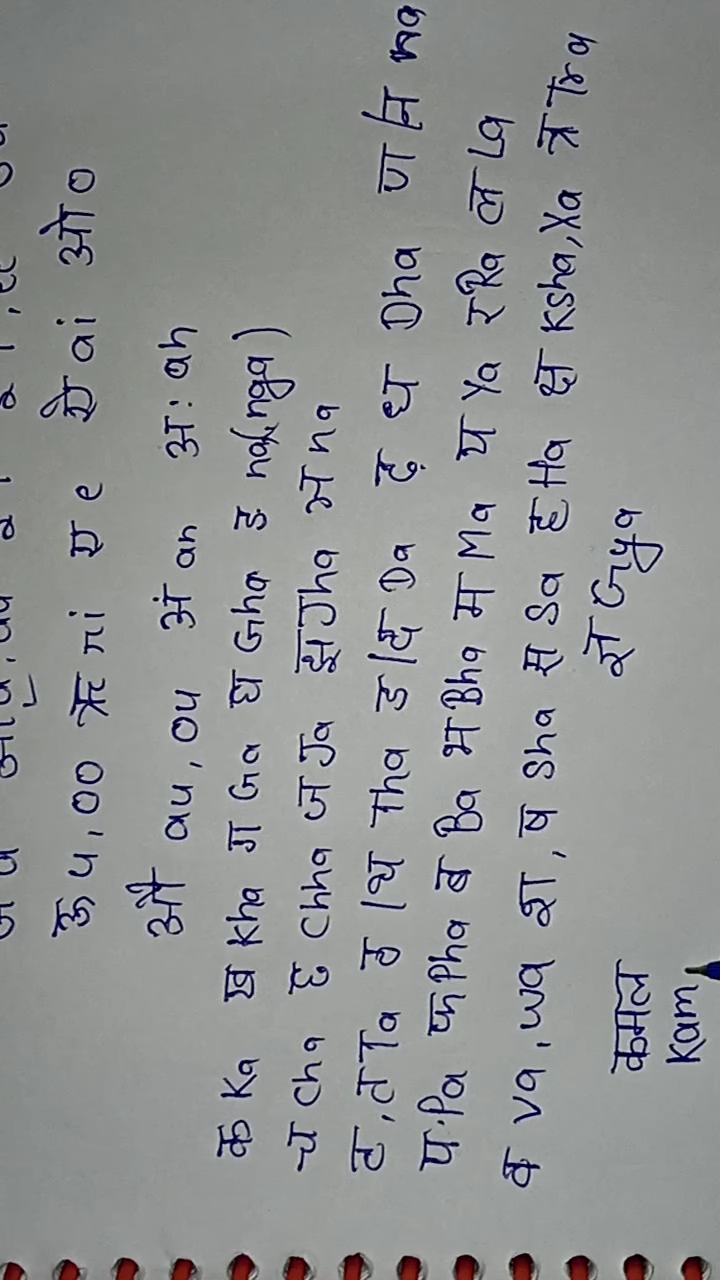 ऊ u, oo ऋ ri ए e ऐ ai ओ o
औ au, ou अं an अः ah
क Ka ख Kha ग Ga घ Gha ङ na(nga)
च Cha छ Chha ज Ja झ Jha ञ na
ट, त Ta ठ/थ Tha ड/द Da ढ ध Dha ण/न na
प Pa फ Pha ब Ba भ Bha म Ma य Ya र Ra ल La
व va, wa श, ष Sha स Sa ह Ha क्ष Ksha, Xa त्र Tra
ज्ञ Gya
कमल
Kam